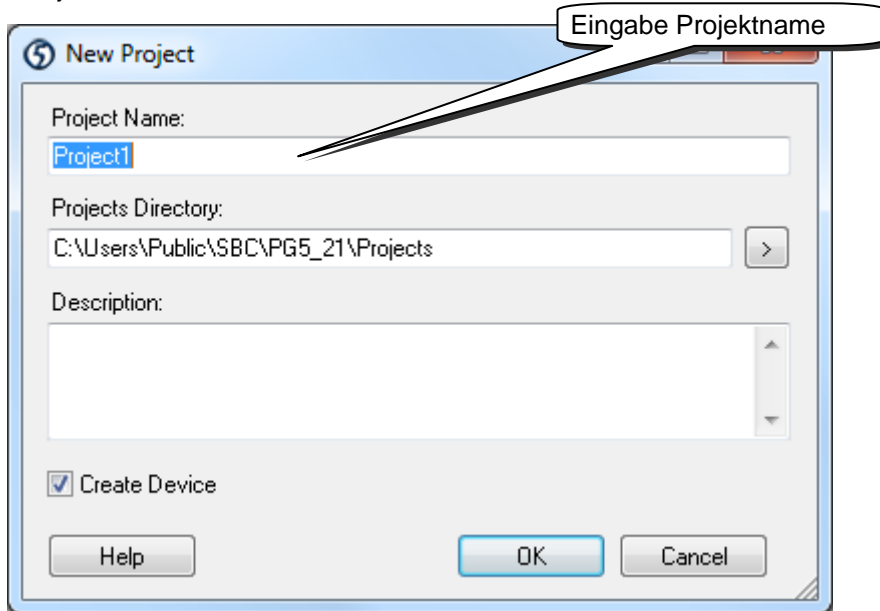 Eingabe Projektname
New Project
Project Name:
Project1
Projects Directory:
C:\Users\Public\SBC\PG5_21\Projects
>
Description:
Create Device
Help OK Cancel